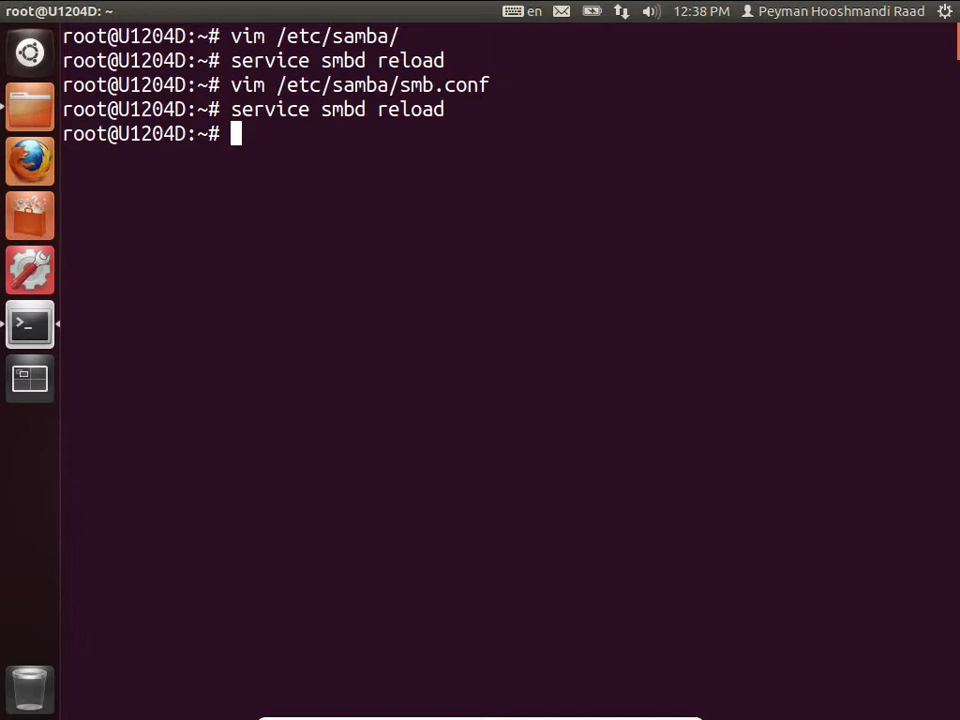 root@U1204D: ~
en
12:38 PM
Peyman Hooshmandi Raad
root@U1204D:~# vim /etc/samba/
root@U1204D:~# service smbd reload
root@U1204D:~# vim /etc/samba/smb.conf
root@U1204D:~# service smbd reload
root@U1204D:~#
>_